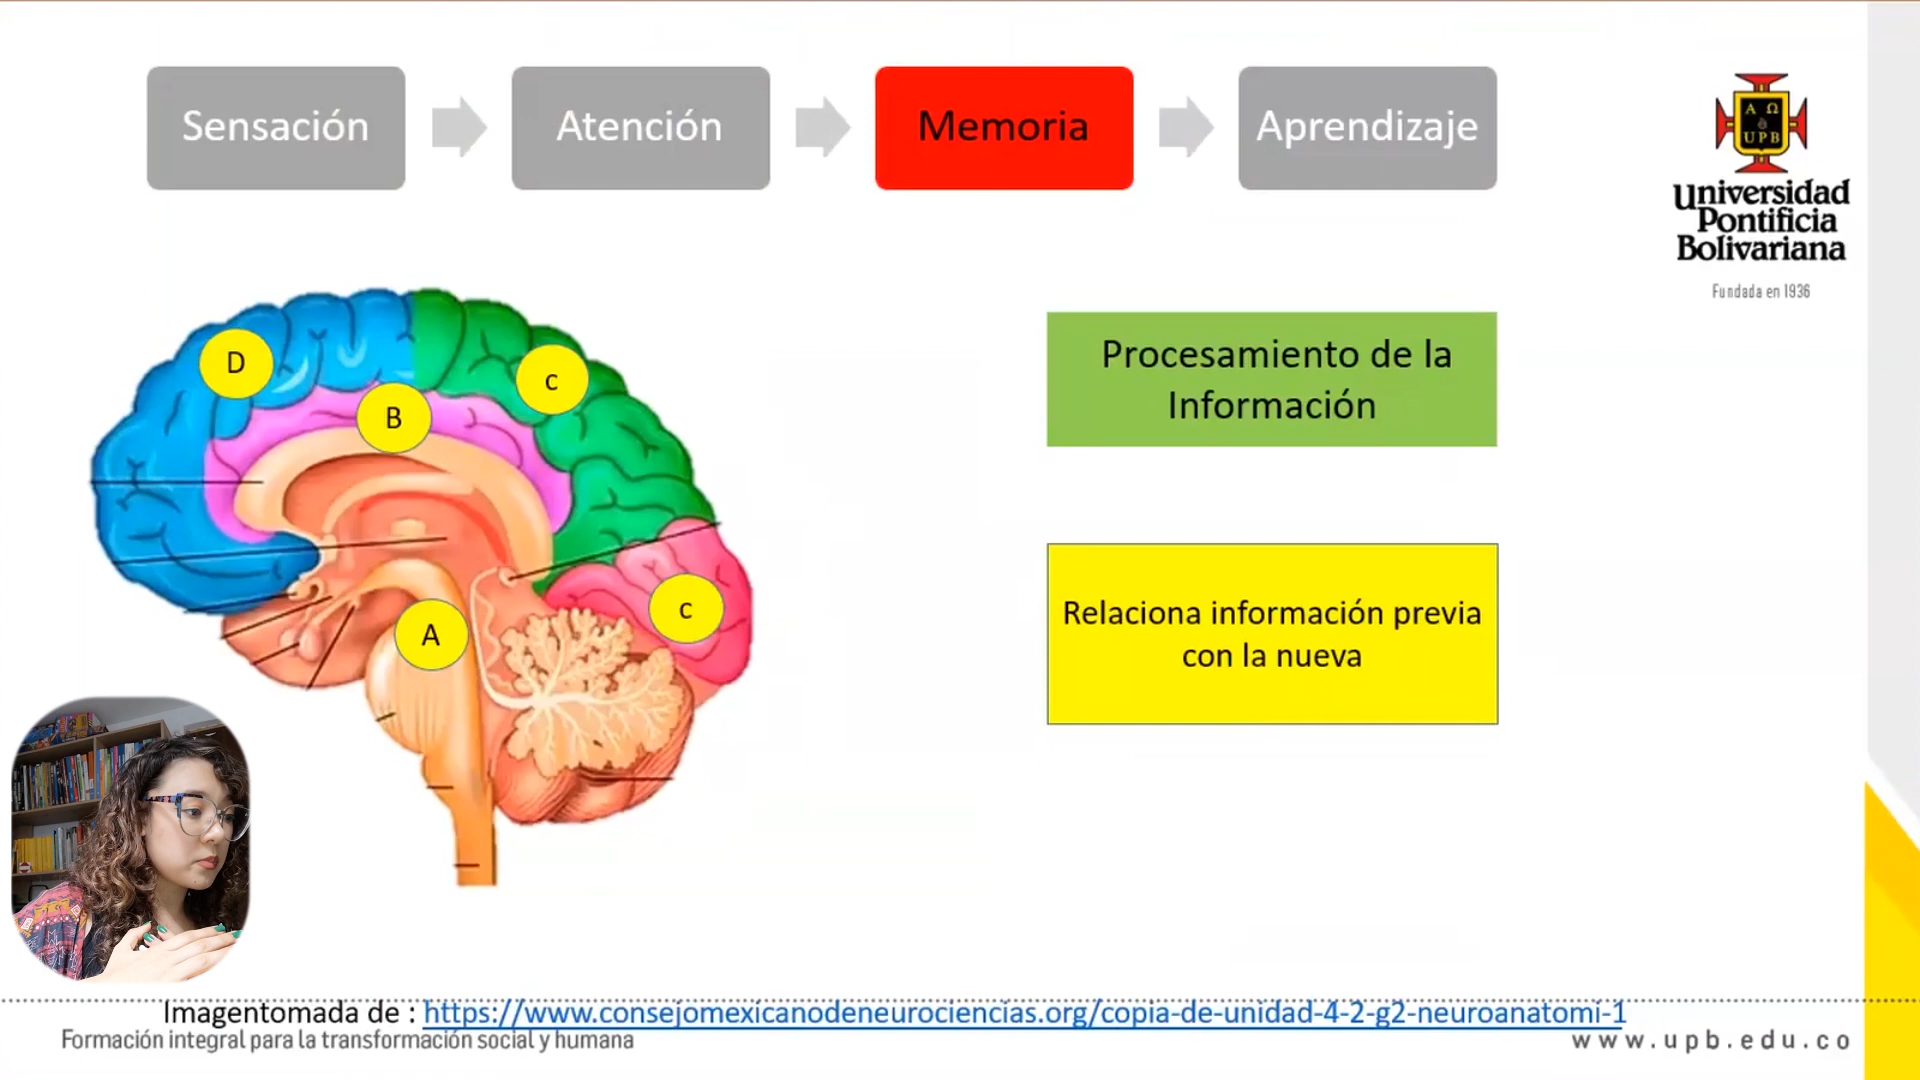 Sensación
Atención
Memoria
Aprendizaje
Α Ω
UPB
Universidad
Pontificia
Bolivariana
Fundada en 1936
D
c
B
Procesamiento de la
Información
c
A
Relaciona información previa
con la nueva
Imagentomada de : https://www.consejomexicanodeneurociencias.org/copia-de-unidad-4-2-g2-neuroanatomi-1
Formación integral para la transformación social y humana
www.upb.edu.co